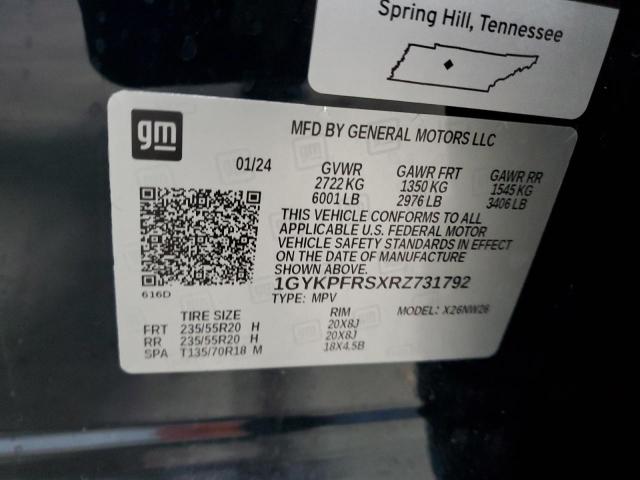 Spring Hill, Tennessee
gm
MFD BY GENERAL MOTORS LLC
01/24 GVWR GAWR FRT GAWR RR
2722 KG 1350 KG 1545 KG
6001 LB 2976 LB 3406 LB
THIS VEHICLE CONFORMS TO ALL
APPLICABLE U.S. FEDERAL MOTOR
VEHICLE SAFETY STANDARDS IN EFFECT
ON THE DATE OF MANUFACTURE
SHOWN ABOVE.
1GYKPFRSXRZ731792
616D
TYPE: MPV MODEL: X26NW26
TIRE SIZE RIM
FRT 235/55R20 H 20X8J
RR 235/55R20 H 20X8J
SPA T135/70R18 M 18X4.5B